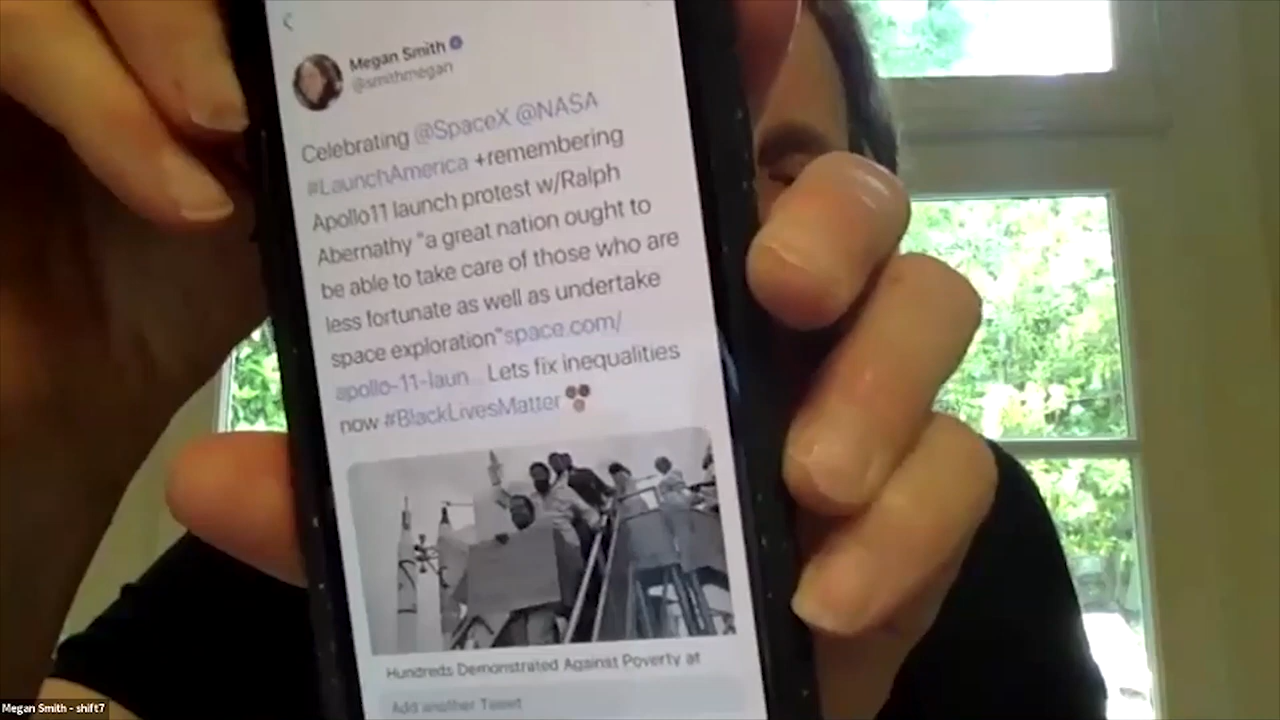 Megan Smith
@smithmegan
Celebrating @SpaceX @NASA
#LaunchAmerica +remembering
Apollo11 launch protest w/Ralph
Abernathy "a great nation ought to
be able to take care of those who are
less fortunate as well as undertake
space exploration"space.com/
apollo-11-laun... Lets fix inequalities
now #BlackLivesMatter
Hundreds Demonstrated Against Poverty at
Add another Tweet
Megan Smith - shift7